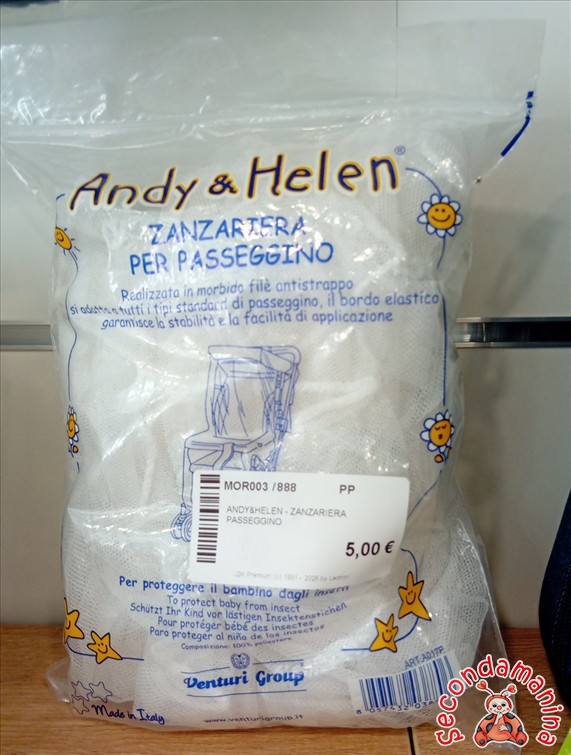 Andy & Helen®
ZANZARIERA
PER PASSEGGINO
Realizzata in morbido filè antistrappo
si adatta a tutti i tipi standard di passeggino, il bordo elastico
garantisce la stabilità e la facilità di applicazione
MOR003 /888 PP
ANDY&HELEN - ZANZARIERA
PASSEGGINO
5,00 €
Per proteggere il bambino dagli insetti
To protect baby from insect
Schützt Ihr Kind vor lästigen Insektenstichen
Pour protéger bébé des insectes
Para proteger al niño de los insectos
Composizione: 100% poliestere
Venturi Group
Made in Italy
www.venturigroup.it
secondamanina